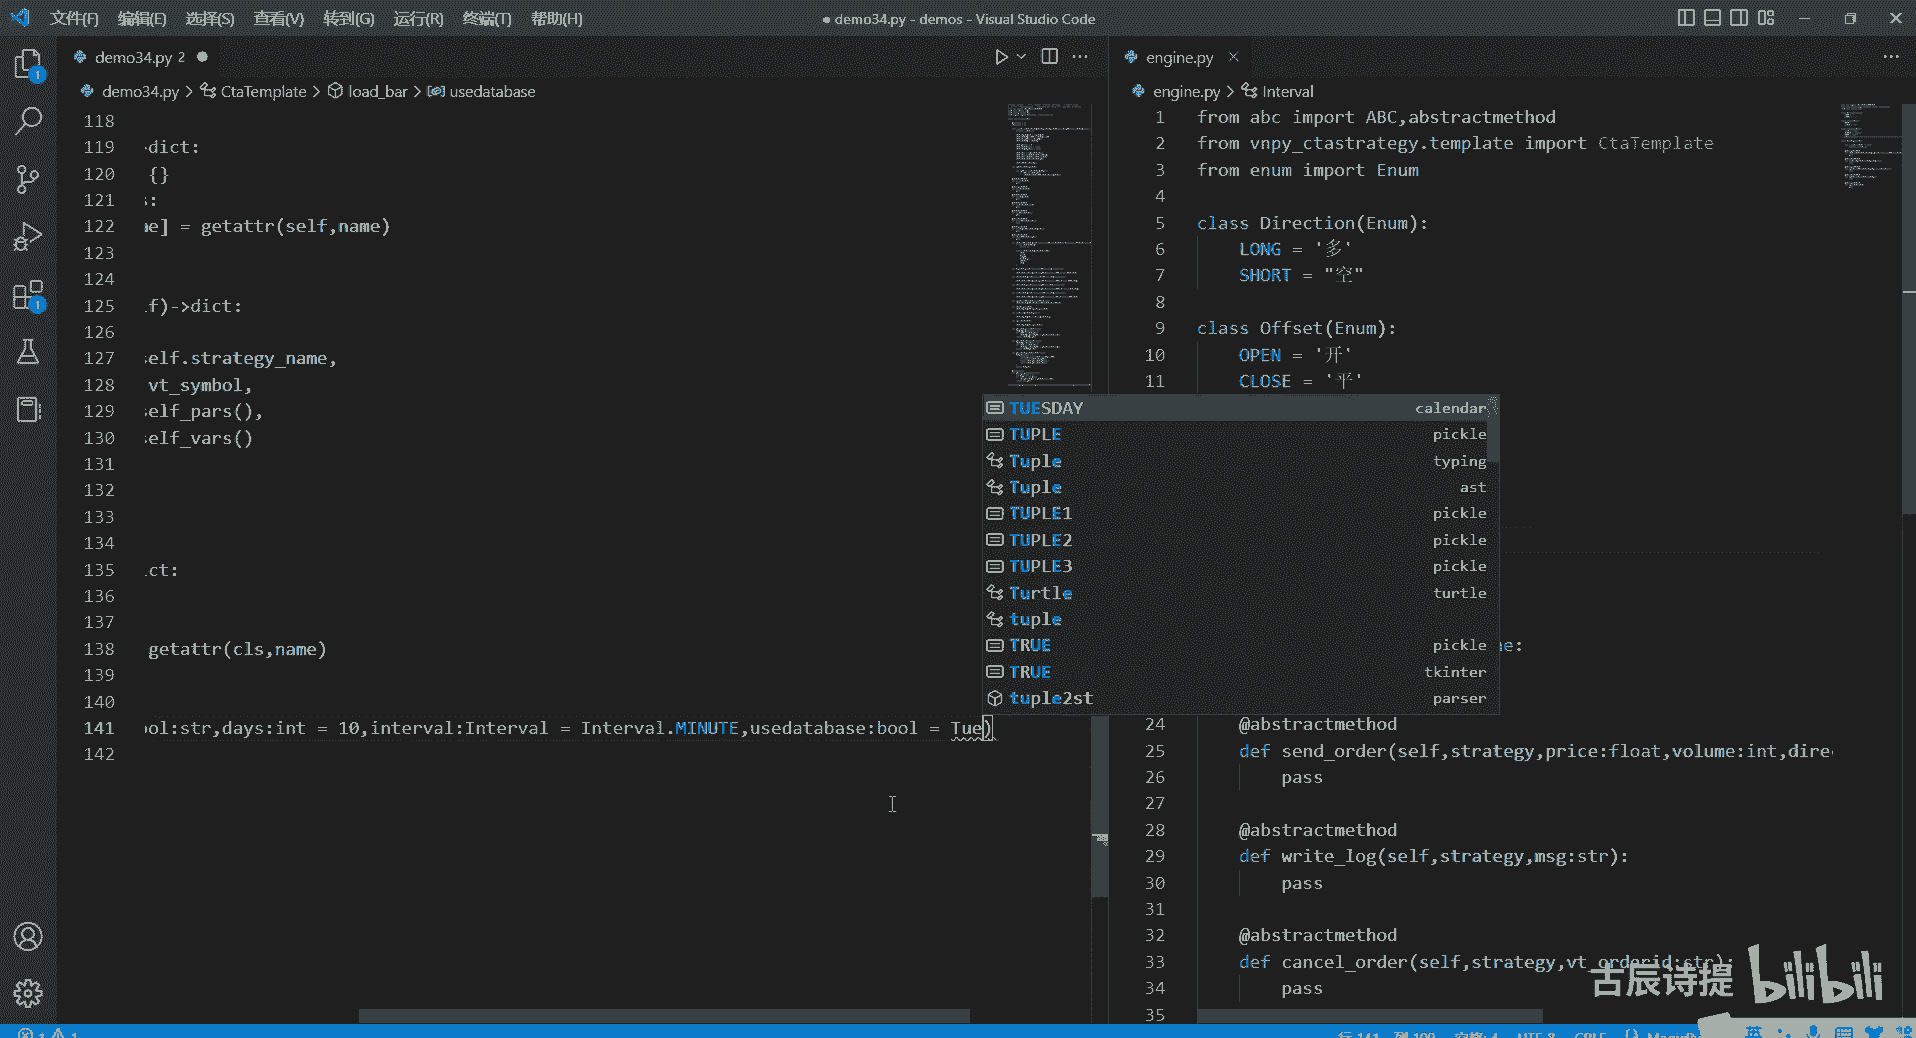 文件(F) 编辑(E) 选择(S) 查看(V) 转到(G) 运行(R) 终端(T) 帮助(H)
● demo34.py - demos - Visual Studio Code
demo34.py 2 ●
demo34.py > CtaTemplate > load_bar > usedatabase
118
119 dict:
120 {}
121 :
122 e] = getattr(self,name)
123
124
125 f)->dict:
126
127 elf.strategy_name,
128 vt_symbol,
129 elf_pars(),
130 elf_vars()
131
132
133
134
135 ct:
136
137
138 getattr(cls,name)
139
140
141 ol:str,days:int = 10,interval:Interval = Interval.MINUTE,usedatabase:bool = Tue)
142
TUESDAY calendar
TUPLE pickle
Tuple typing
Tuple ast
TUPLE1 pickle
TUPLE2 pickle
TUPLE3 pickle
Turtle turtle
tuple
TRUE pickle
TRUE tkinter
tuple2st parser
engine.py
engine.py > Interval
1 from abc import ABC,abstractmethod
2 from vnpy_ctastrategy.template import CtaTemplate
3 from enum import Enum
4
5 class Direction(Enum):
6 LONG = '多'
7 SHORT = "空"
8
9 class Offset(Enum):
10 OPEN = '开'
11 CLOSE = '平'
e:
24 @abstractmethod
25 def send_order(self,strategy,price:float,volume:int,dire
26 pass
27
28 @abstractmethod
29 def write_log(self,strategy,msg:str):
30 pass
31
32 @abstractmethod
33 def cancel_order(self,strategy,vt_orderid:str):
34 pass
35
古辰诗提 bilibili
1
1
英